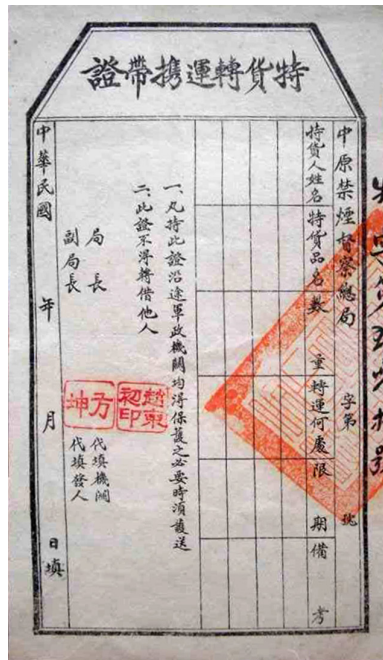 特貨轉運携帶證
中原禁煙督察總局 字第 號
持貨人姓名 特貨品名 數量 轉運何處 限期 備考
一、凡持此證沿途軍政機關均得保護之必要時須護送
二、此證不得轉借他人
局長
副局長
趙東初印
方坤
代填機關
代填發人
中華民國 年 月 日填